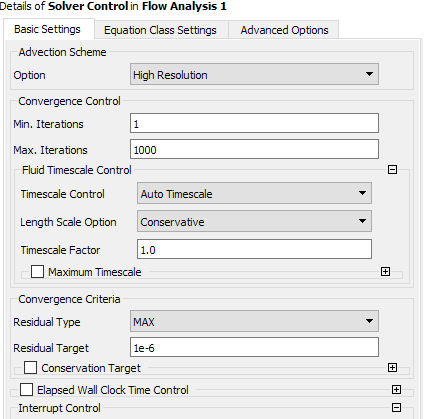 Details of Solver Control in Flow Analysis 1
Basic Settings Equation Class Settings Advanced Options
Advection Scheme
Option High Resolution
Convergence Control
Min. Iterations 1
Max. Iterations 1000
Fluid Timescale Control
Timescale Control Auto Timescale
Length Scale Option Conservative
Timescale Factor 1.0
Maximum Timescale
Convergence Criteria
Residual Type MAX
Residual Target 1e-6
Conservation Target
Elapsed Wall Clock Time Control
Interrupt Control